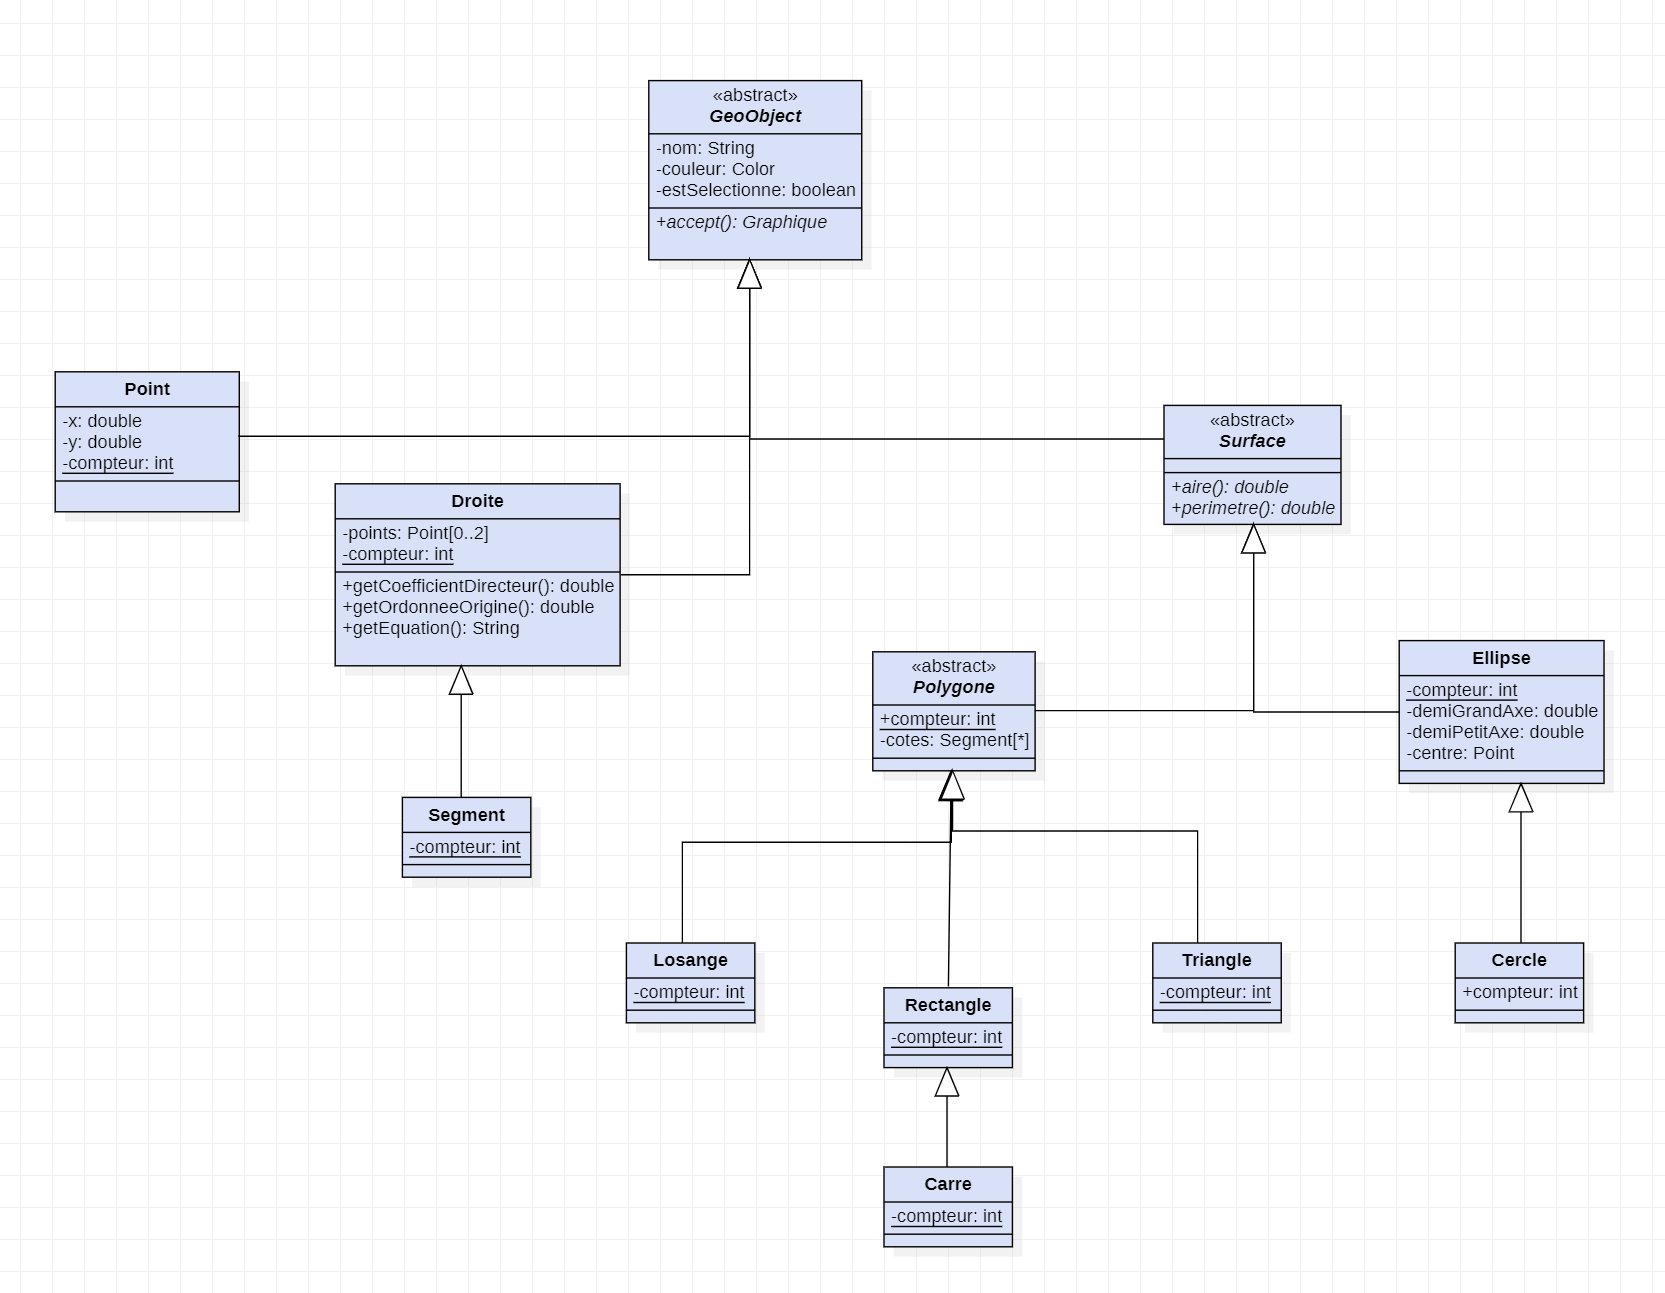 «abstract»
GeoObject
-nom: String
-couleur: Color
-estSelectionne: boolean
+accept(): Graphique
Point
-x: double
-y: double
-compteur: int
«abstract»
Surface
+aire(): double
+perimetre(): double
Droite
-points: Point[0..2]
-compteur: int
+getCoefficientDirecteur(): double
+getOrdonneeOrigine(): double
+getEquation(): String
«abstract»
Polygone
+compteur: int
-cotes: Segment[*]
Ellipse
-compteur: int
-demiGrandAxe: double
-demiPetitAxe: double
-centre: Point
Segment
-compteur: int
Losange
-compteur: int
Rectangle
-compteur: int
Triangle
-compteur: int
Cercle
+compteur: int
Carre
-compteur: int